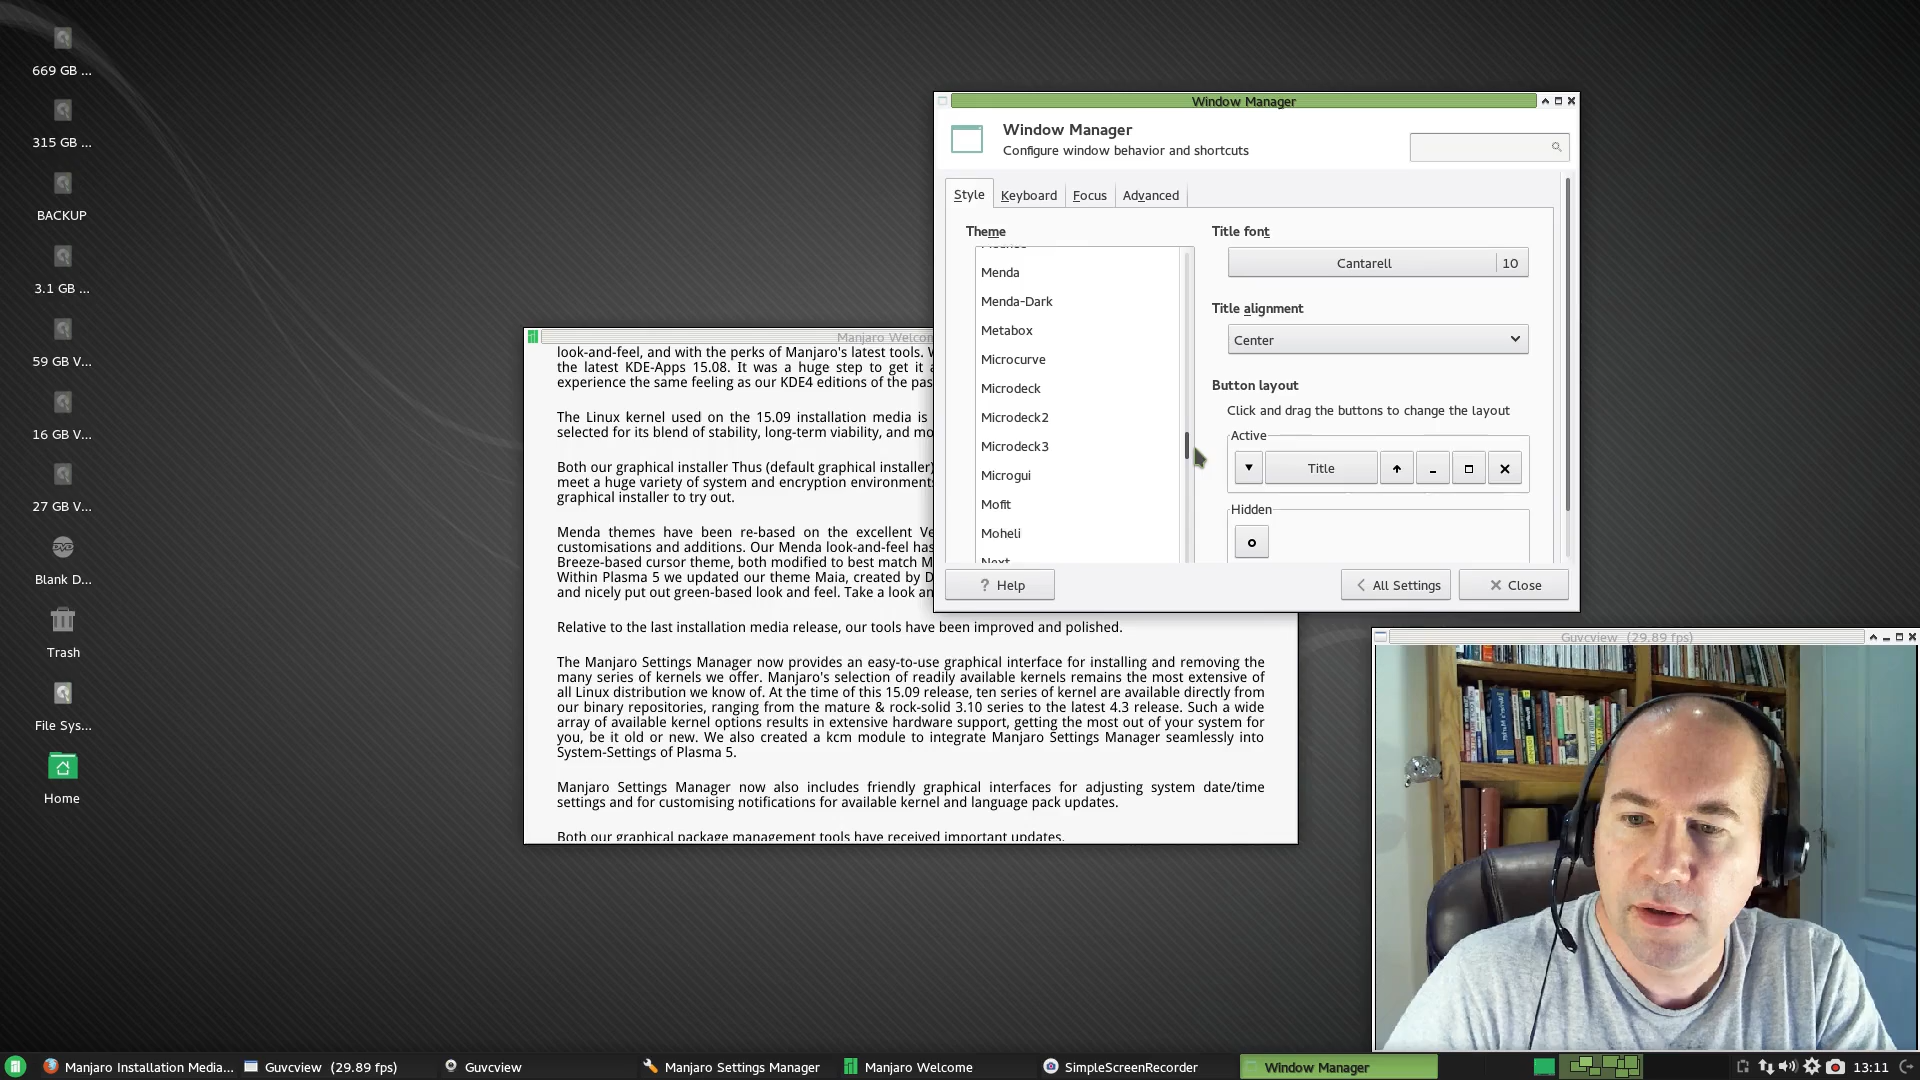 669 GB ...
315 GB ...
BACKUP
3.1 GB ...
59 GB V...
16 GB V...
27 GB V...
DVD
Blank D...
Trash
File Sys...
Home
Window Manager
Window Manager
Configure window behavior and shortcuts
Style
Keyboard
Focus
Advanced
Theme
Menda
Menda-Dark
Metabox
Microcurve
Microdeck
Microdeck2
Microdeck3
Microgui
Mofit
Moheli
Next
Title font
Cantarell
10
Title alignment
Center
Button layout
Click and drag the buttons to change the layout
Active
Title
Hidden
? Help
< All Settings
Close
Manjaro Welcom
look-and-feel, and with the perks of Manjaro's latest tools. W
the latest KDE-Apps 15.08. It was a huge step to get it a
experience the same feeling as our KDE4 editions of the pas
The Linux kernel used on the 15.09 installation media is
selected for its blend of stability, long-term viability, and mo
Both our graphical installer Thus (default graphical installer)
meet a huge variety of system and encryption environments
graphical installer to try out.
Menda themes have been re-based on the excellent Ve
customisations and additions. Our Menda look-and-feel has
Breeze-based cursor theme, both modified to best match M
Within Plasma 5 we updated our theme Maia, created by D
and nicely put out green-based look and feel. Take a look an
Relative to the last installation media release, our tools have been improved and polished.
The Manjaro Settings Manager now provides an easy-to-use graphical interface for installing and removing the
many series of kernels we offer. Manjaro's selection of readily available kernels remains the most extensive of
all Linux distribution we know of. At the time of this 15.09 release, ten series of kernel are available directly from
our binary repositories, ranging from the mature & rock-solid 3.10 series to the latest 4.3 release. Such a wide
array of available kernel options results in extensive hardware support, getting the most out of your system for
you, be it old or new. We also created a kcm module to integrate Manjaro Settings Manager seamlessly into
System-Settings of Plasma 5.
Manjaro Settings Manager now also includes friendly graphical interfaces for adjusting system date/time
settings and for customising notifications for available kernel and language pack updates.
Both our graphical package management tools have received important updates.
Guvcview (29.89 fps)
Manjaro Installation Media...
Guvcview (29.89 fps)
Guvcview
Manjaro Settings Manager
Manjaro Welcome
SimpleScreenRecorder
Window Manager
13:11